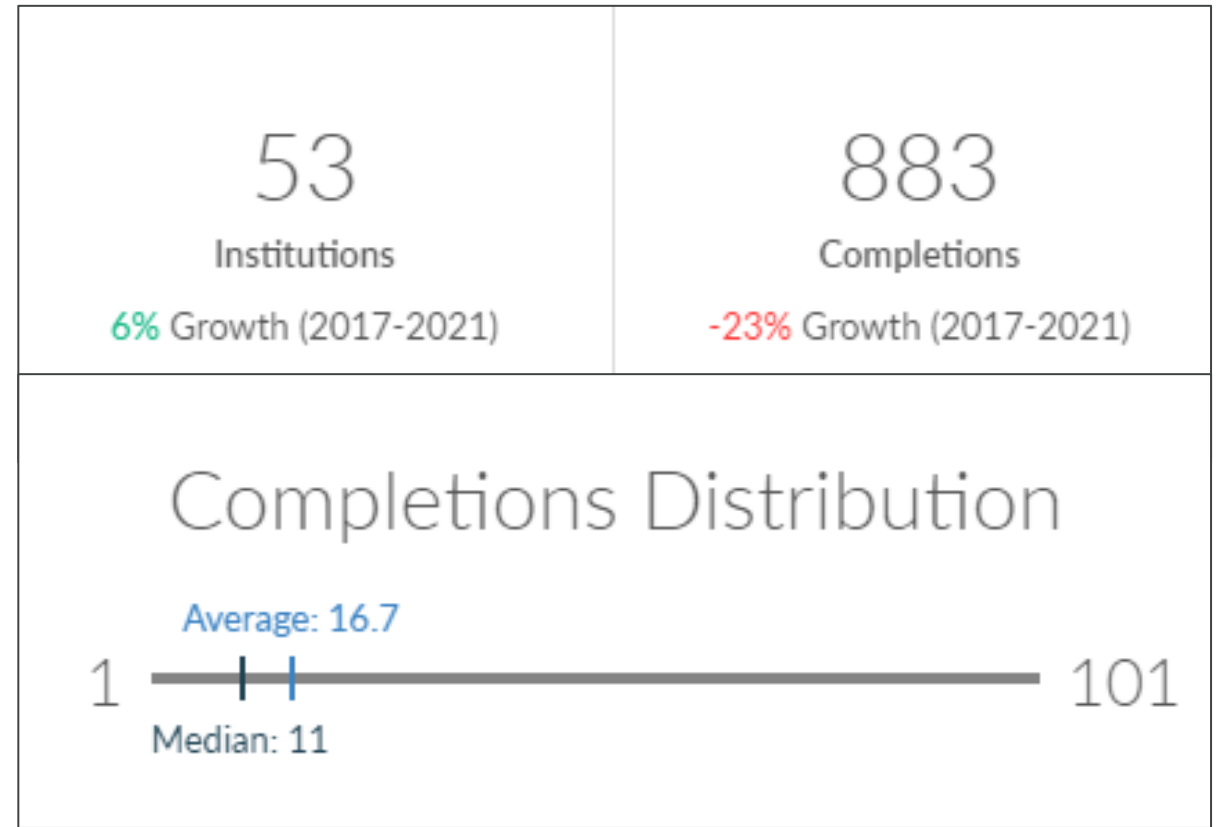 53
Institutions
6% Growth (2017-2021)
883
Completions
-23% Growth (2017-2021)
Completions Distribution
Average: 16.7
1
101
Median: 11